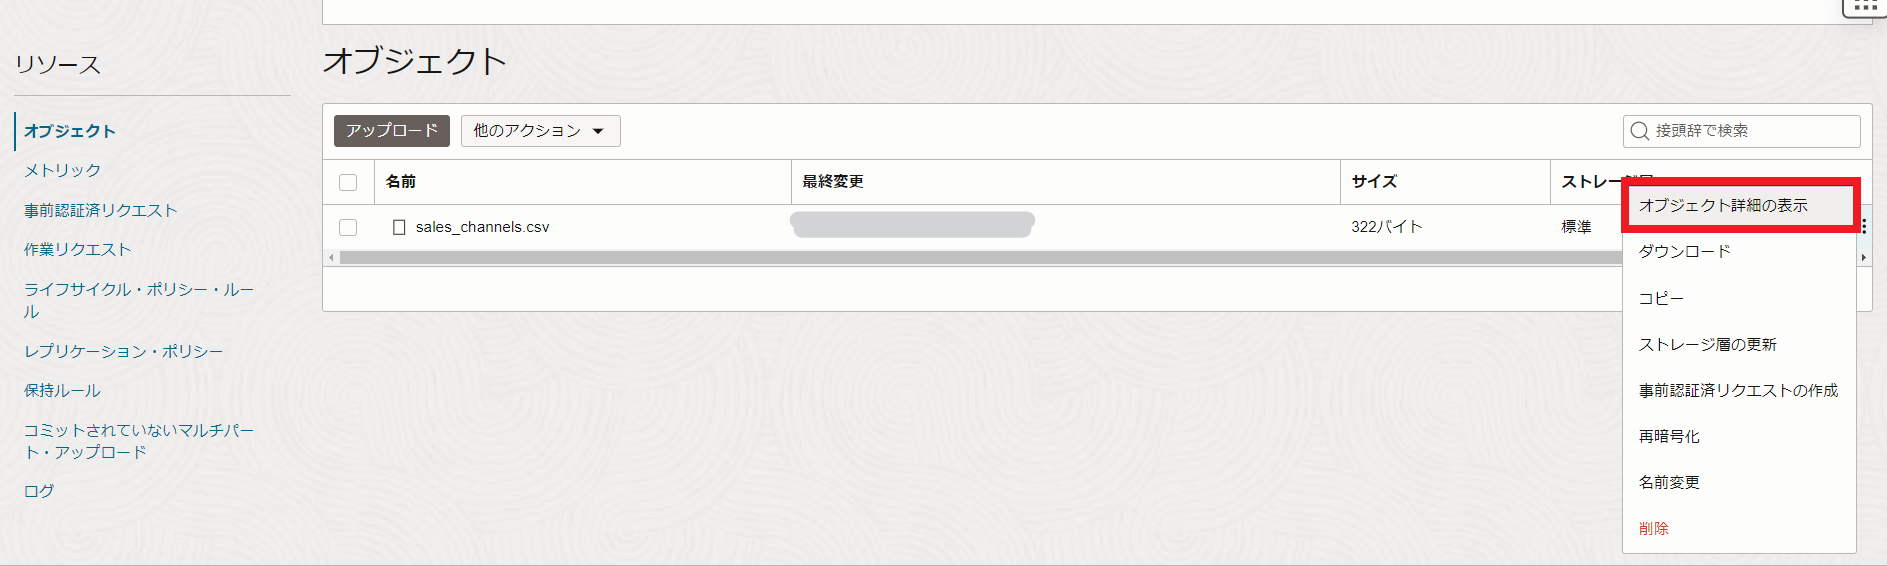 リソース
オブジェクト
メトリック
事前認証済リクエスト
作業リクエスト
ライフサイクル・ポリシー・ルー
ル
レプリケーション・ポリシー
保持ルール
コミットされていないマルチパー
ト・アップロード
ログ
オブジェクト
アップロード 他のアクション
接頭辞で検索
名前 最終変更 サイズ ストレージ層
sales_channels.csv 322バイト 標準
オブジェクト詳細の表示
ダウンロード
コピー
ストレージ層の更新
事前認証済リクエストの作成
再暗号化
名前変更
削除